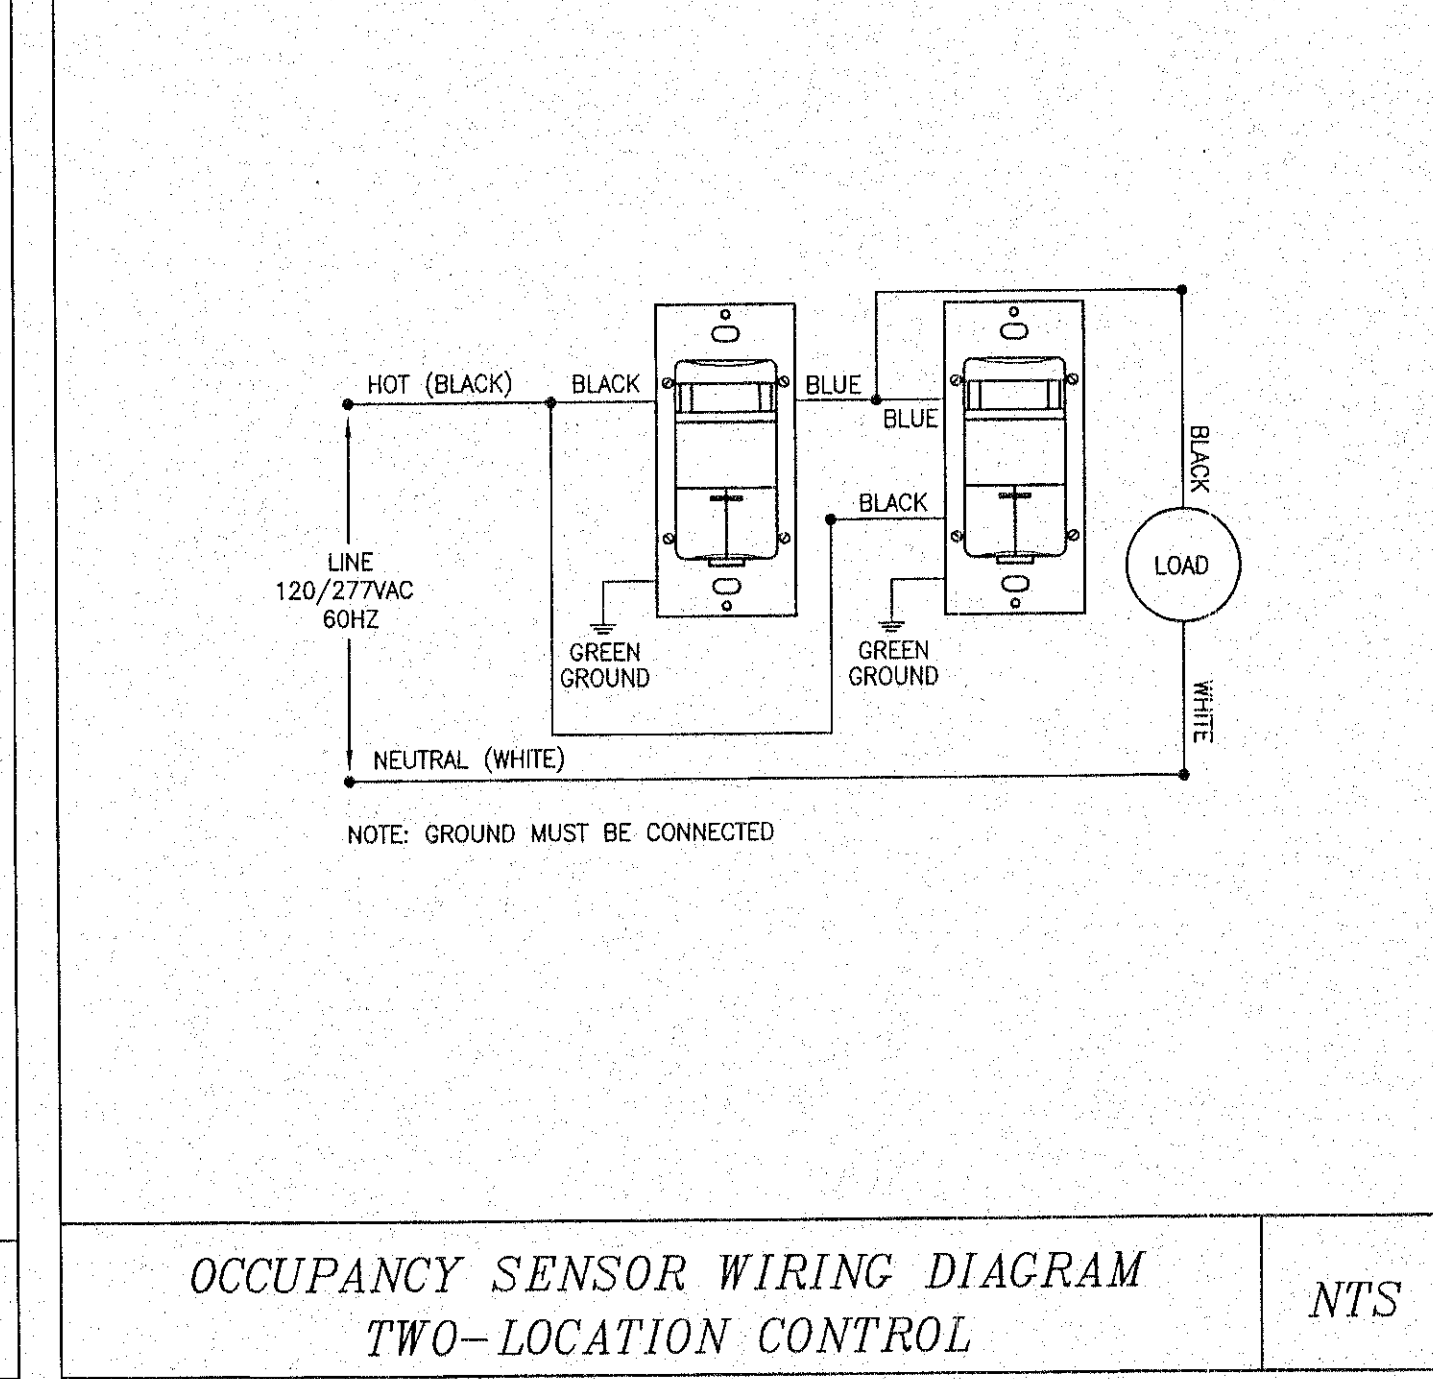 HOT (BLACK)
BLACK
BLUE
BLUE
BLACK
BLACK
LINE
120/277VAC
60HZ
LOAD
GREEN
GROUND
GREEN
GROUND
WHITE
NEUTRAL (WHITE)
NOTE: GROUND MUST BE CONNECTED
OCCUPANCY SENSOR WIRING DIAGRAM
TWO-LOCATION CONTROL
NTS